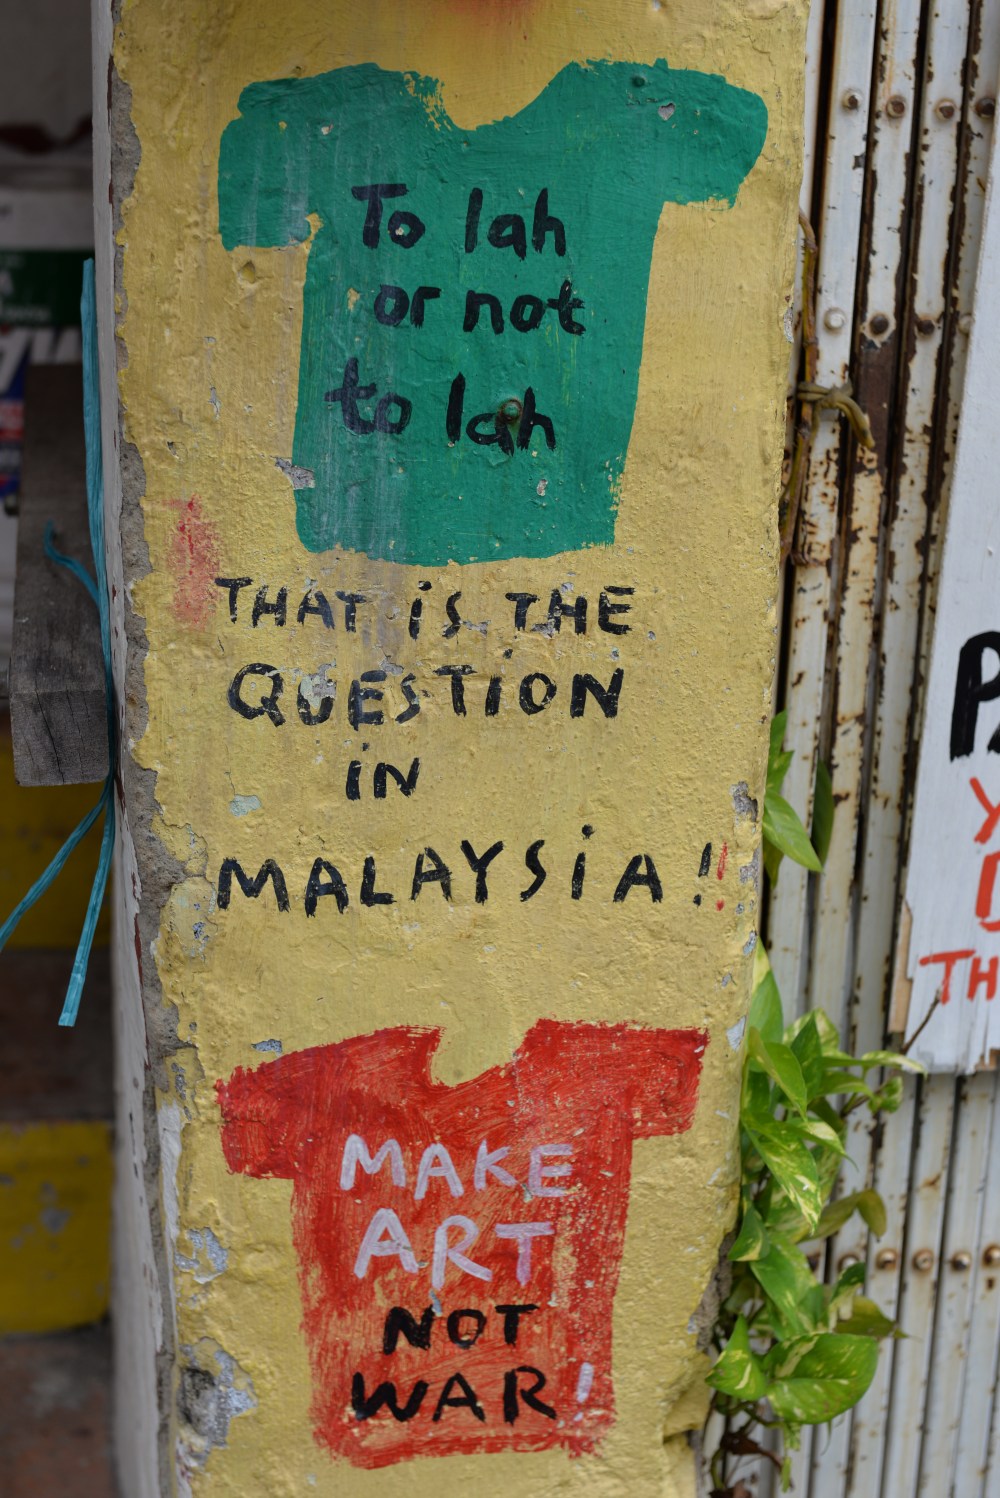 To lah
or not
to lah
THAT iS THE
QUESTiON
iN
MALAYSiA!!
MAKE
ART
NOT
WAR!